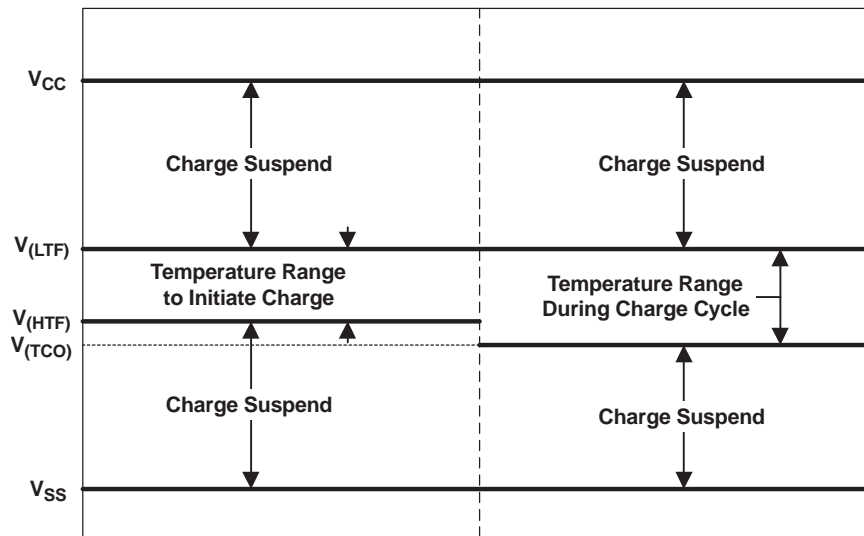 V(CC)
Charge Suspend
Charge Suspend
V(LTF)
Temperature Range
to Initiate Charge
Temperature Range
During Charge Cycle
V(HTF)
V(TCO)
Charge Suspend
Charge Suspend
VSS